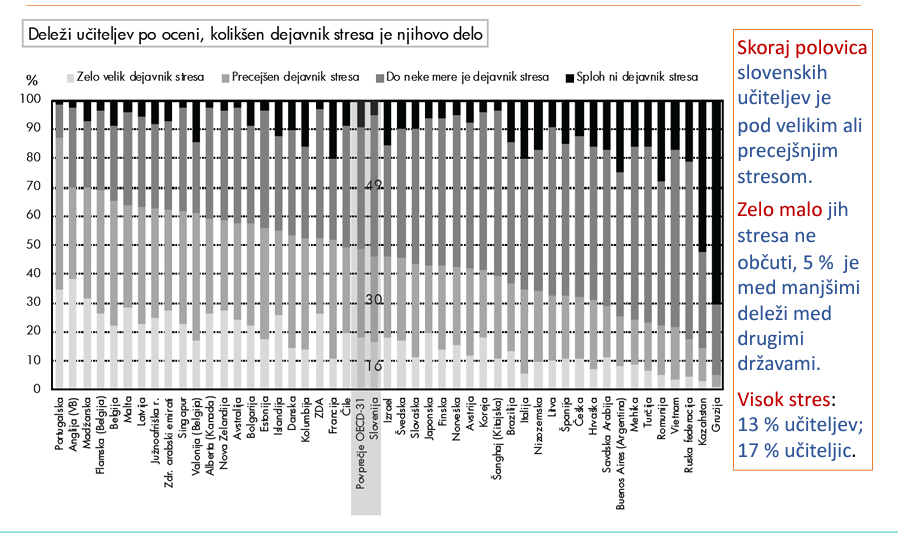 Deleži učiteljev po oceni, kolikšen dejavnik stresa je njihovo delo
%
Zelo velik dejavnik stresa
Precejšen dejavnik stresa
Do neke mere je dejavnik stresa
Sploh ni dejavnik stresa
100
90
80
70
60
50
40
30
20
10
0
49
30
16
Portugalska
Anglija (VB)
Madžarska
Flamska (Belgija)
Belgija
Malta
Latvija
Južnoafriška r.
Zdr. arabski emirati
Singapur
Valonija (Belgija)
Alberta (Kanada)
Nova Zelandija
Avstralija
Bolgarija
Estonija
Islandija
Danska
Kolumbija
ZDA
Francija
Čile
Povprečje OECD-31
Slovenija
Izrael
Švedska
Slovaška
Japonska
Finska
Norveška
Avstrija
Koreja
Šanghaj (Kitajska)
Brazilija
Italija
Nizozemska
Litva
Španija
Češka
Hrvaška
Savdska Arabija
Buenos Aires (Argentina)
Mehika
Turčija
Romunija
Vietnam
Ruska federacija
Kazahstan
Gruzija
Skoraj polovica
slovenskih
učiteljev je
pod velikim ali
precejšnjim
stresom.
Zelo malo jih
stresa ne
občuti, 5 % je
med manjšimi
deleži med
drugimi
državami.
Visok stres:
13 % učiteljev;
17 % učiteljic.